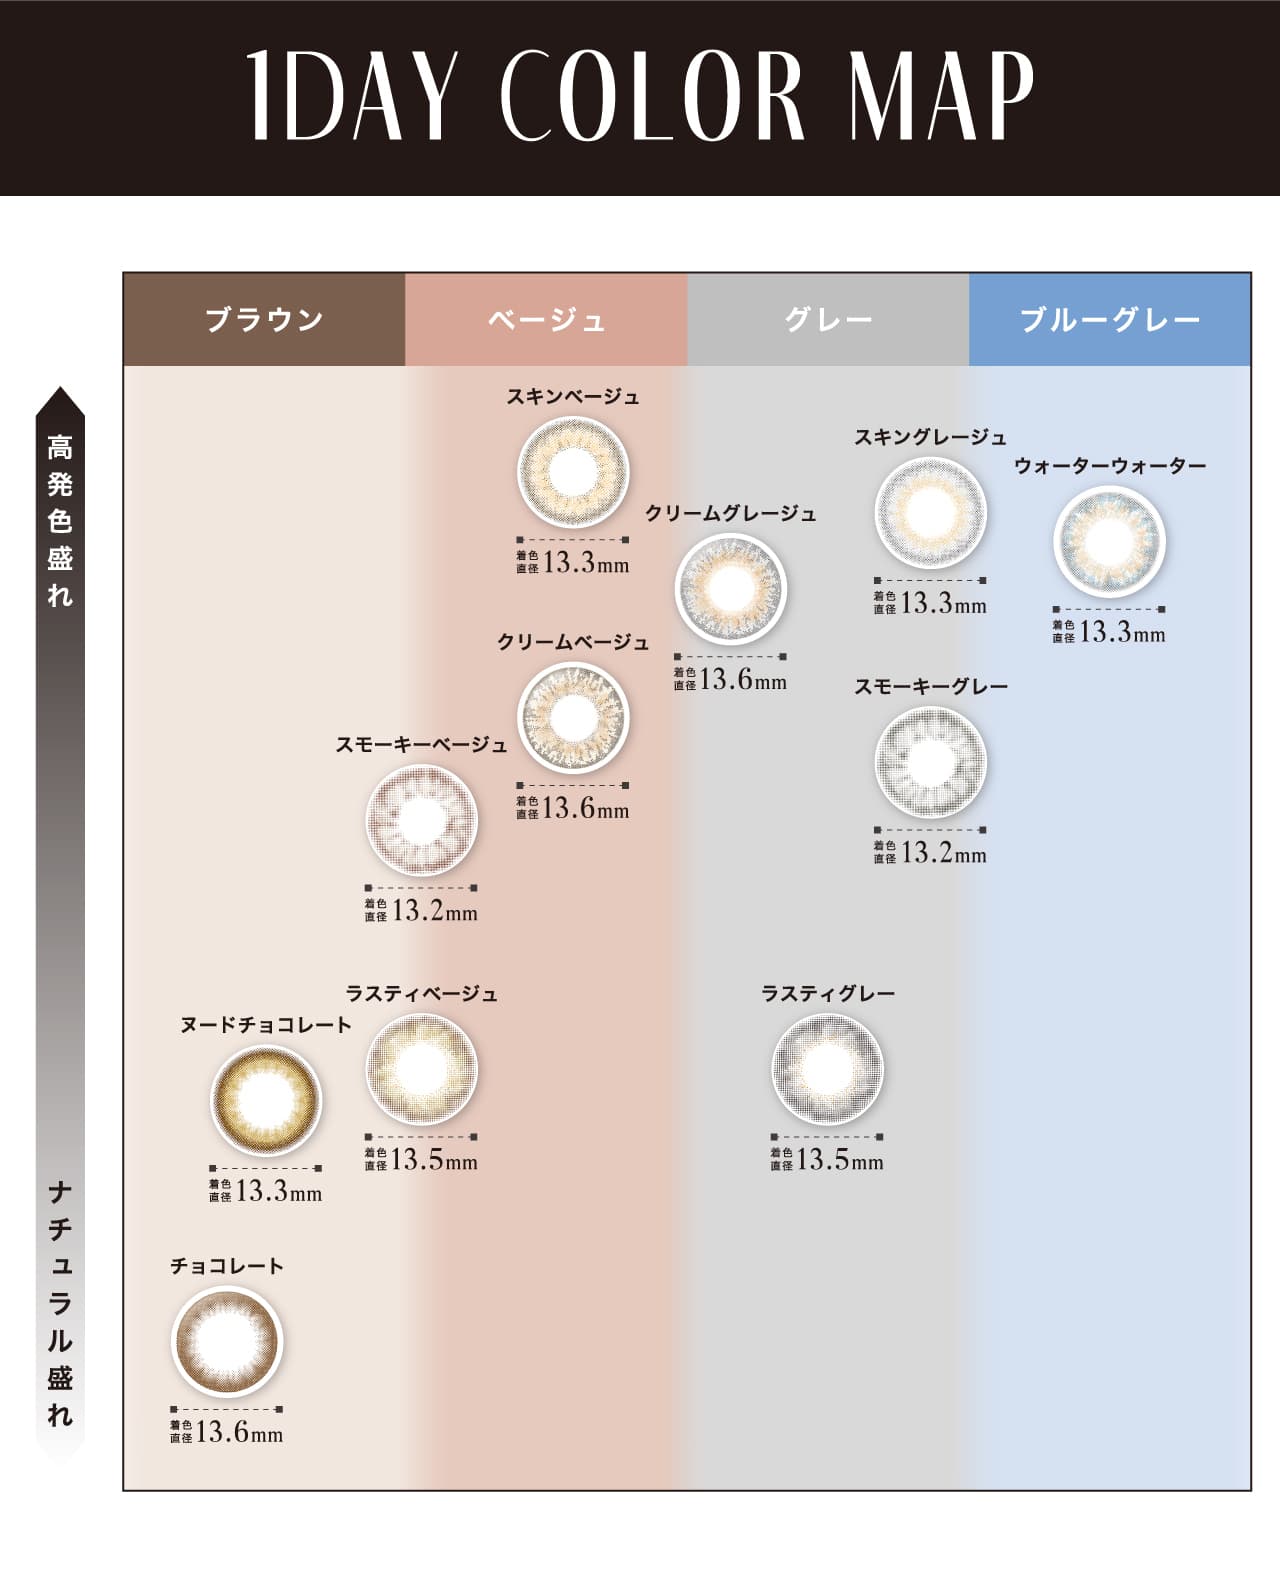 1DAY COLOR MAP
ブラウン
ベージュ
グレー
ブルーグレー
高発色盛れ
ナチュラル盛れ
スキンベージュ
着色直径 13.3mm
スキングレージュ
着色直径 13.3mm
ウォーターウォーター
着色直径 13.3mm
クリームグレージュ
着色直径 13.6mm
クリームベージュ
着色直径 13.6mm
スモーキーグレー
着色直径 13.2mm
スモーキーベージュ
着色直径 13.2mm
ラスティベージュ
着色直径 13.5mm
ラスティグレー
着色直径 13.5mm
ヌードチョコレート
着色直径 13.3mm
チョコレート
着色直径 13.6mm